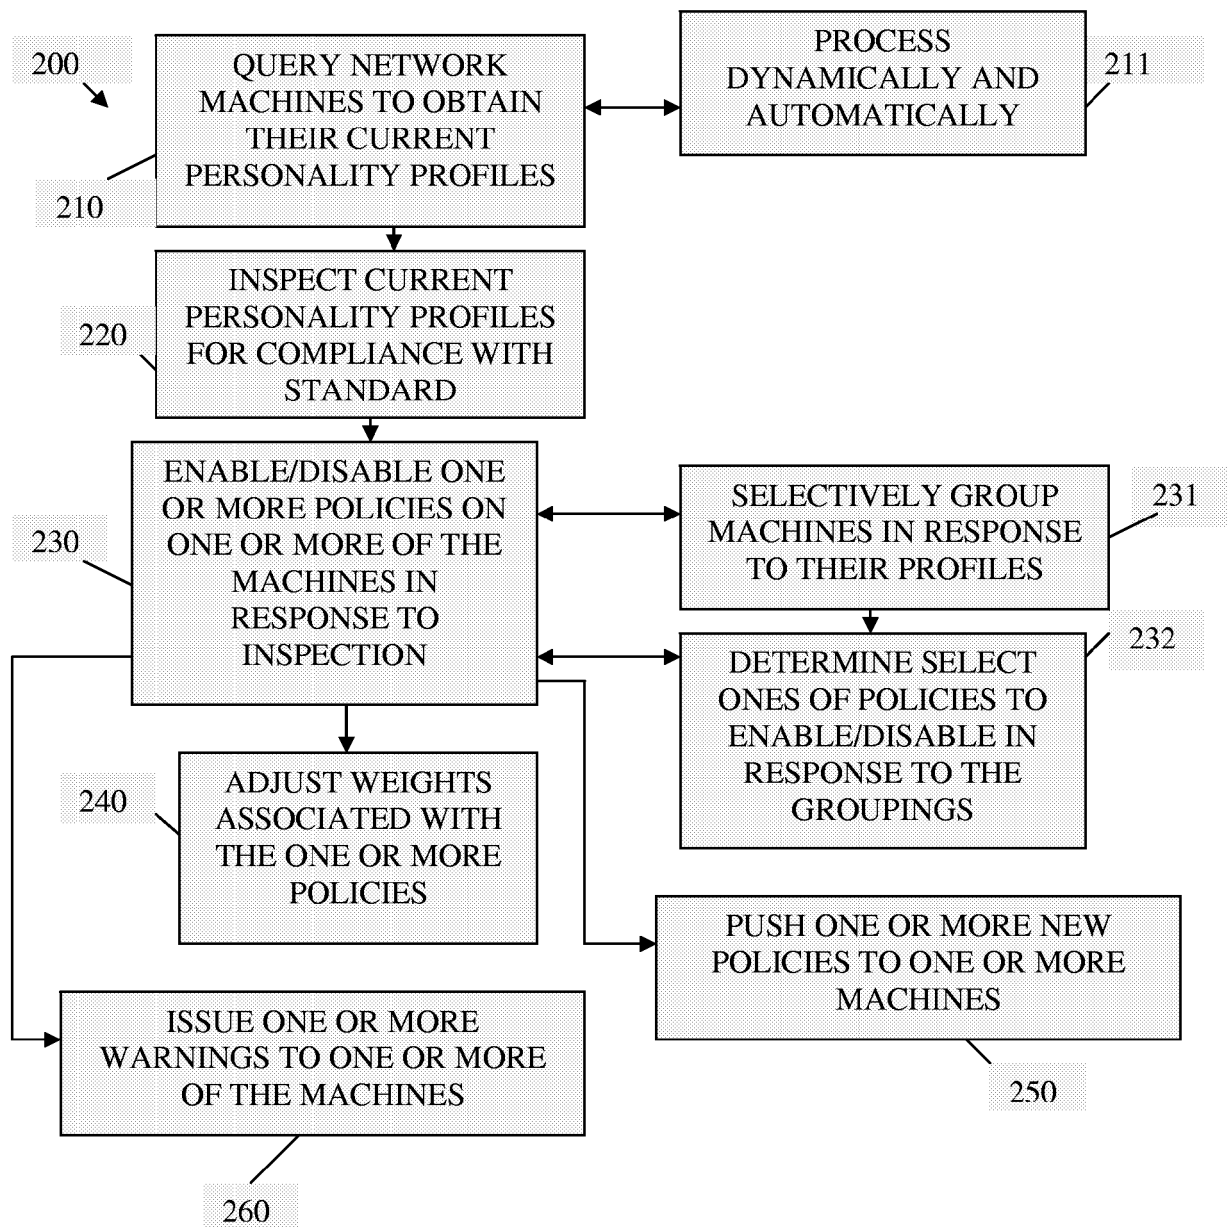 200
QUERY NETWORK
MACHINES TO OBTAIN
THEIR CURRENT
PERSONALITY PROFILES
210
PROCESS
DYNAMICALLY AND
AUTOMATICALLY
211
INSPECT CURRENT
PERSONALITY PROFILES
FOR COMPLIANCE WITH
STANDARD
220
ENABLE/DISABLE ONE
OR MORE POLICIES ON
ONE OR MORE OF THE
MACHINES IN
RESPONSE TO
INSPECTION
230
SELECTIVELY GROUP
MACHINES IN RESPONSE
TO THEIR PROFILES
231
DETERMINE SELECT
ONES OF POLICIES TO
ENABLE/DISABLE IN
RESPONSE TO THE
GROUPINGS
232
ADJUST WEIGHTS
ASSOCIATED WITH
THE ONE OR MORE
POLICIES
240
PUSH ONE OR MORE NEW
POLICIES TO ONE OR MORE
MACHINES
250
ISSUE ONE OR MORE
WARNINGS TO ONE OR MORE
OF THE MACHINES
260